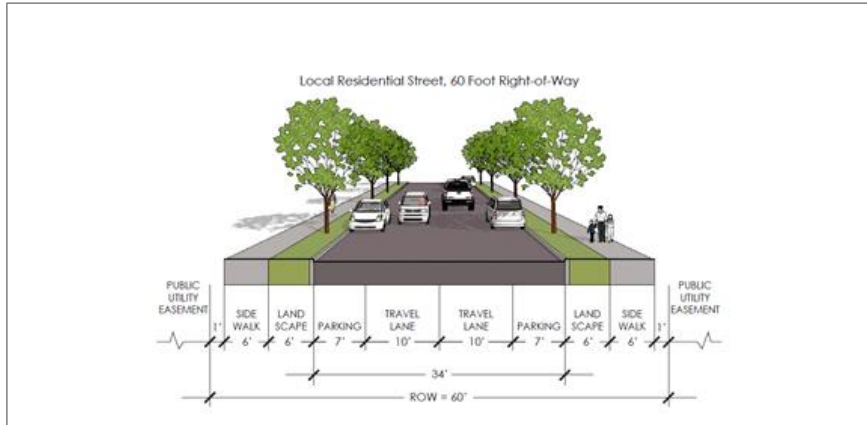 Local Residential Street, 60 Foot Right-of-Way
PUBLIC
UTILITY
EASEMENT
1'
SIDE
WALK
6'
LAND
SCAPE
6'
PARKING
7'
TRAVEL
LANE
10'
TRAVEL
LANE
10'
PARKING
7'
LAND
SCAPE
6'
SIDE
WALK
6'
1'
PUBLIC
UTILITY
EASEMENT
34'
ROW = 60'